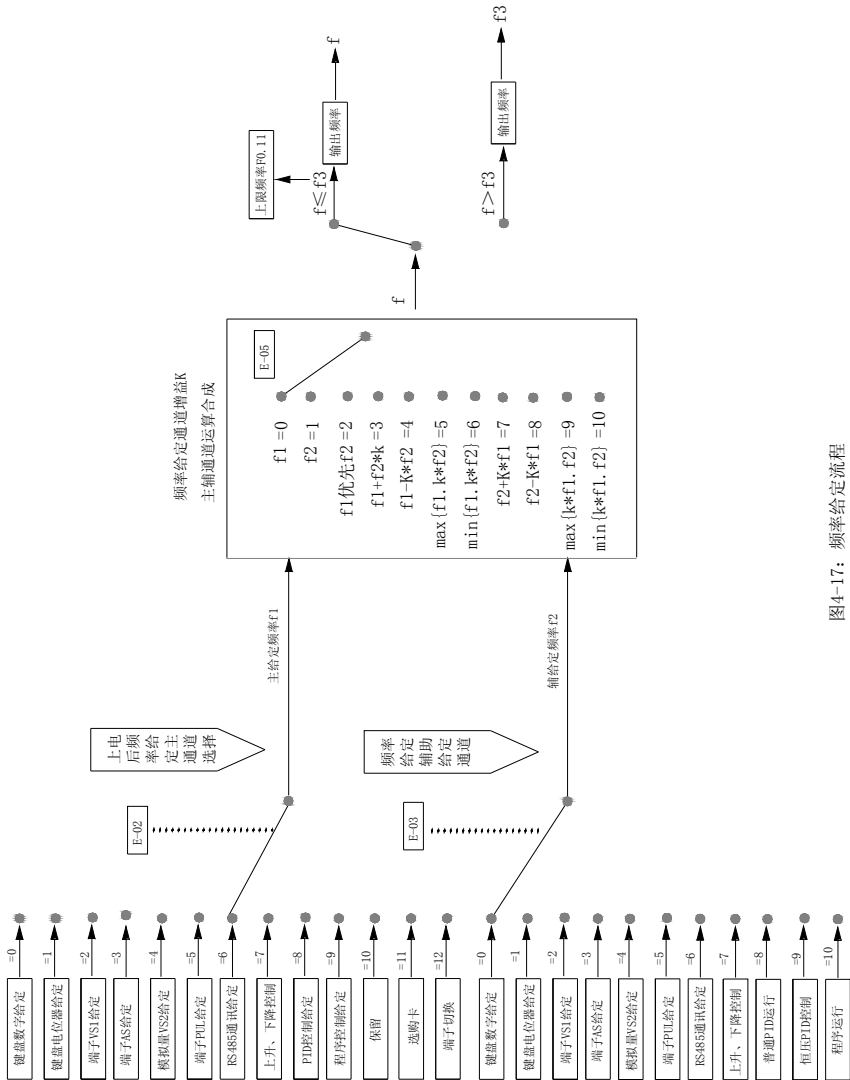 键盘数字给定 =0
键盘电位器给定 =1
端子VS1给定 =2
端子AS给定 =3
模拟量VS2给定 =4
端子PUL给定 =5
RS485通讯给定 =6
上升、下降控制 =7
PID控制给定 =8
程序控制给定 =9
保留 =10
选购卡 =11
端子切换 =12
键盘数字给定 =0
键盘电位器给定 =1
端子VS1给定 =2
端子AS给定 =3
模拟量VS2给定 =4
端子PUL给定 =5
RS485通讯给定 =6
上升、下降控制 =7
普通PID运行 =8
恒压PID控制 =9
程序运行 =10
E-02
上电
后频
率给
定主
通道
选择
主给定频率f1
E-03
频率
给定
辅助
给定
通道
辅给定频率f2
频率给定通道增益K
主辅通道运算合成
E-05
f1 =0
f2 =1
f1优先f2 =2
f1+f2*k =3
f1-K*f2 =4
max{f1.k*f2} =5
min{f1.k*f2} =6
f2+K*f1 =7
f2-K*f1 =8
max{k*f1.f2} =9
min{k*f1.f2} =10
f
上限频率F0.11
f≤f3
输出频率
f
f>f3
输出频率
f3
图4-17: 频率给定流程